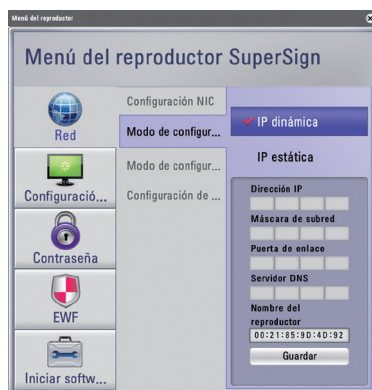 Menú del reproductor
Menú del reproductor SuperSign
Red
Configuració...
Contraseña
EWF
Iniciar softw...
Configuración NIC
Modo de configur...
Modo de configur...
Configuración de ...
IP dinámica
IP estática
Dirección IP
Máscara de subred
Puerta de enlace
Servidor DNS
Nombre del
reproductor
00:21:85:9D:4D:92
Guardar